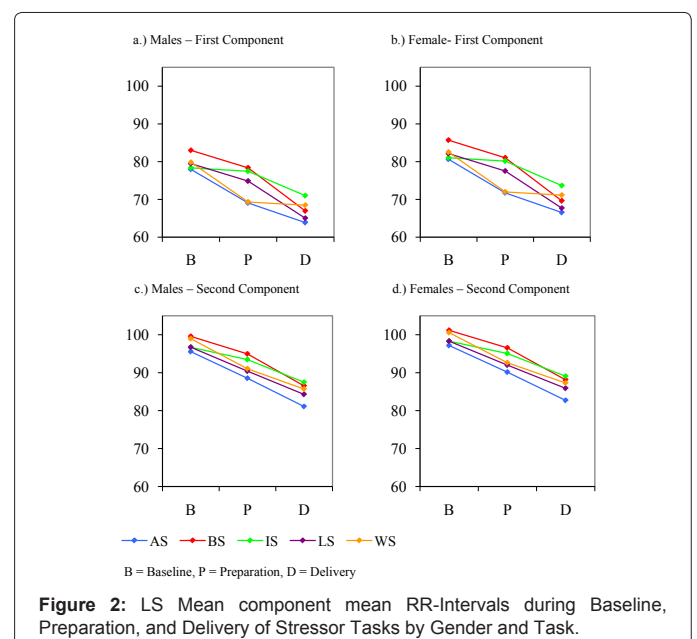 a.) Males – First Component
b.) Female- First Component
100
90
80
70
60
B P D
100
90
80
70
60
B P D
c.) Males – Second Component
d.) Females – Second Component
100
90
80
70
60
B P D
100
90
80
70
60
B P D
AS BS IS LS WS
B = Baseline, P = Preparation, D = Delivery
Figure 2: LS Mean component mean RR-Intervals during Baseline,
Preparation, and Delivery of Stressor Tasks by Gender and Task.